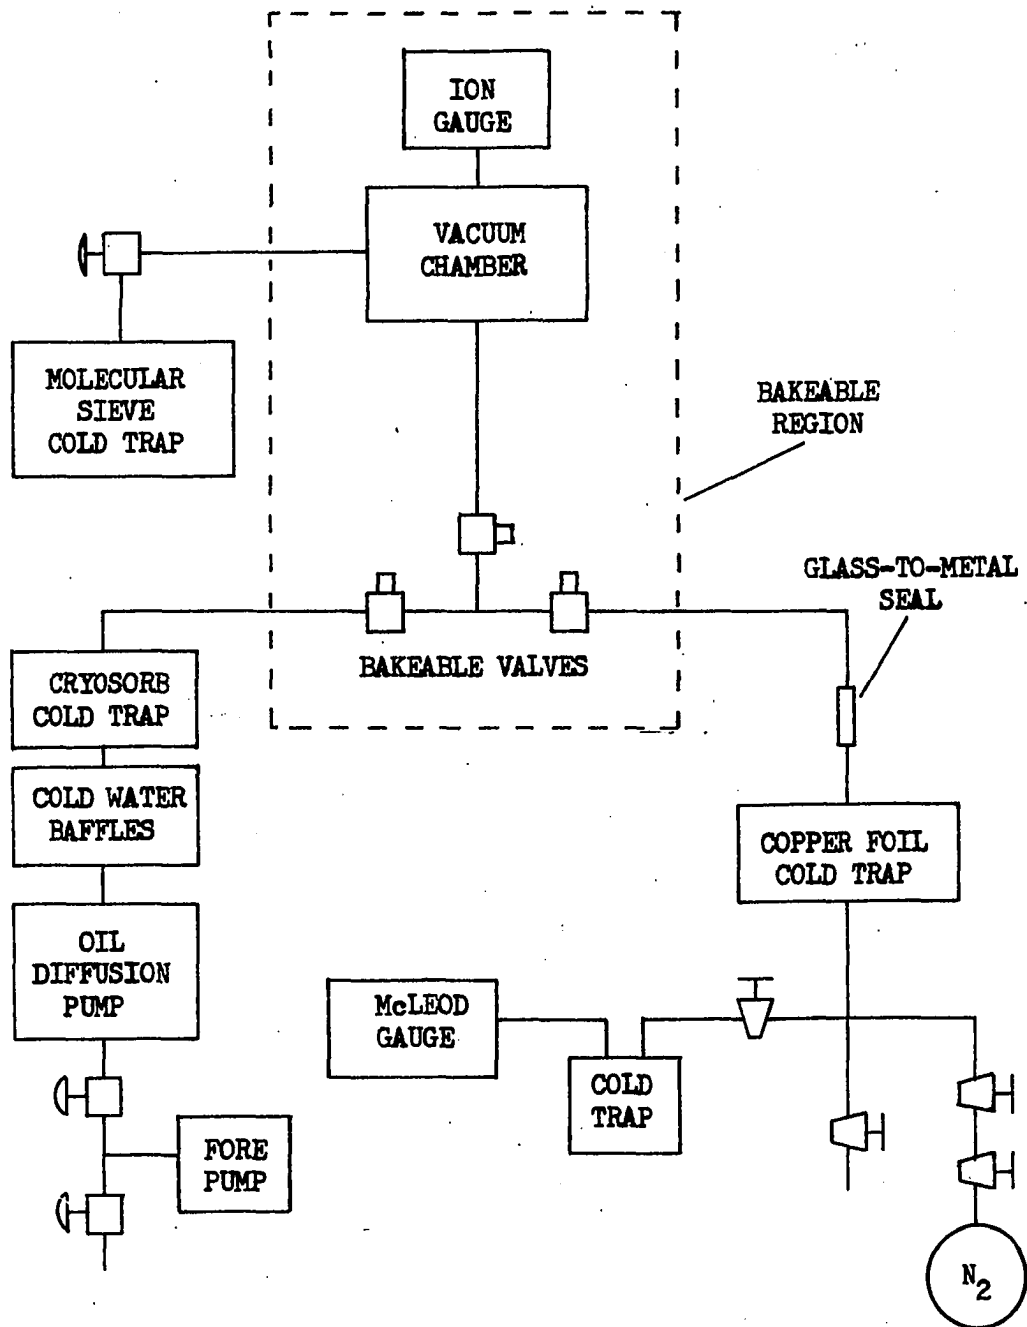 ION
GAUGE
VACUUM
CHAMBER
MOLECULAR
SIEVE
COLD TRAP
BAKEABLE
REGION
GLASS-TO-METAL
SEAL
BAKEABLE VALVES
CRYOSORB
COLD TRAP
COLD WATER
BAFFLES
COPPER FOIL
COLD TRAP
OIL
DIFFUSION
PUMP
McLEOD
GAUGE
COLD
TRAP
FORE
PUMP
N2